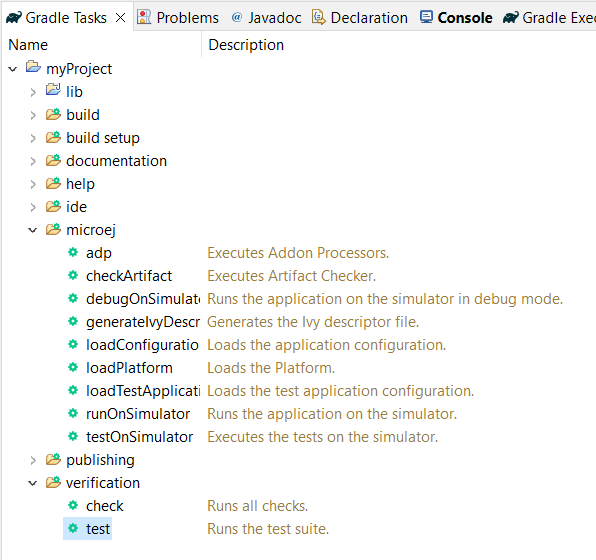 Gradle Tasks Problems @ Javadoc Declaration Console Gradle Exec
Name Description
myProject
lib
build
build setup
documentation
help
ide
microej
adp Executes Addon Processors.
checkArtifact Executes Artifact Checker.
debugOnSimulat Runs the application on the simulator in debug mode.
generateIvyDescr Generates the Ivy descriptor file.
loadConfiguratio Loads the application configuration.
loadPlatform Loads the Platform.
loadTestApplicati Loads the test application configuration.
runOnSimulator Runs the application on the simulator.
testOnSimulator Executes the tests on the simulator.
publishing
verification
check Runs all checks.
test Runs the test suite.